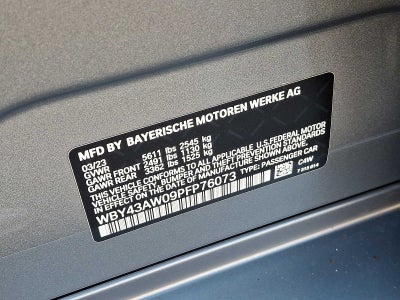 MFD BY BAYERISCHE MOTOREN WERKE AG
03/23 5611 lbs 2545 kg
GAWR FRONT 2491 lbs 1130 kg
GAWR REAR 3362 lbs 1525 kg
THIS VEHICLE CONFORMS TO ALL APPLICABLE U.S. FEDERAL MOTOR
VEHICLE SAFETY, BUMPER, AND THEFT PREVENTION STANDARDS
IN EFFECT ON THE DATE OF MANUFACTURE SHOWN ABOVE.
WBY43AW09PFP76073 TYPE: PASSENGER CAR
C4W